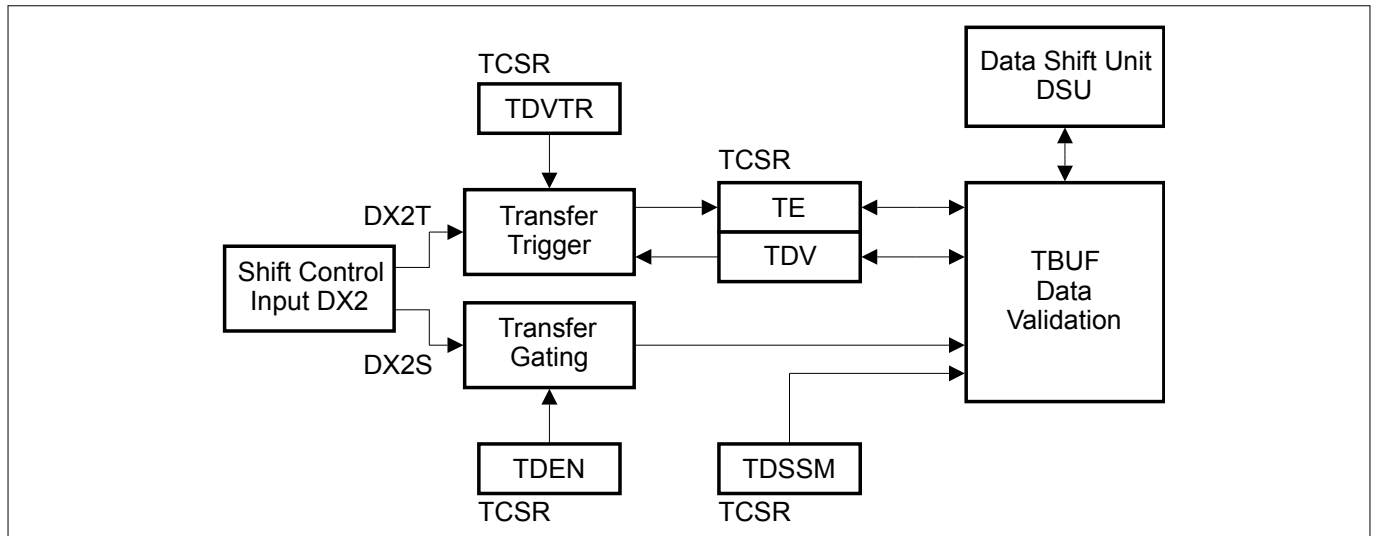 TCSR
TDVTR
Data Shift Unit
DSU
TCSR
DX2T
Transfer
Trigger
TE
TDV
Shift Control
Input DX2
TBUF
Data
Validation
DX2S
Transfer
Gating
TDEN
TCSR
TDSSM
TCSR